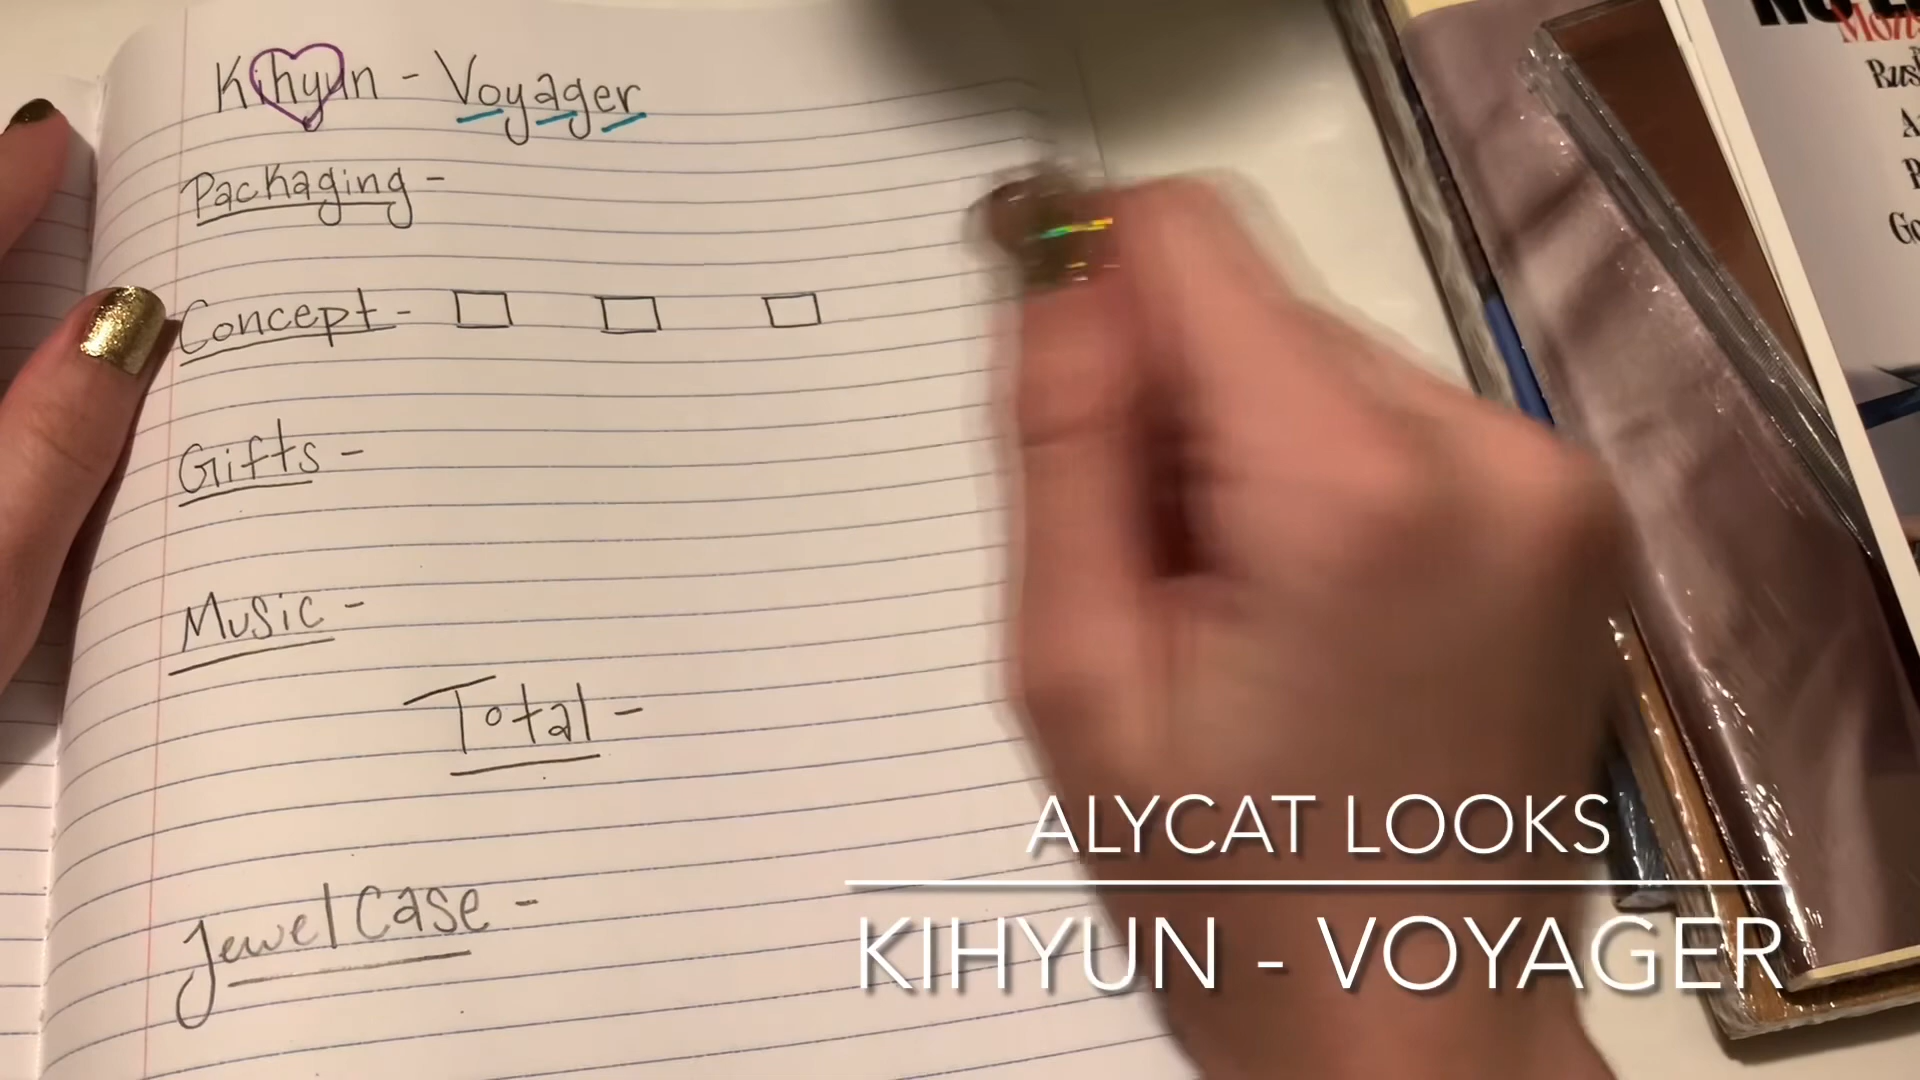 Kihyun - Voyager
Packaging -
Concept -
Gifts -
Music -
Total -
Jewel Case -
ALYCAT LOOKS
KIHYUN - VOYAGER